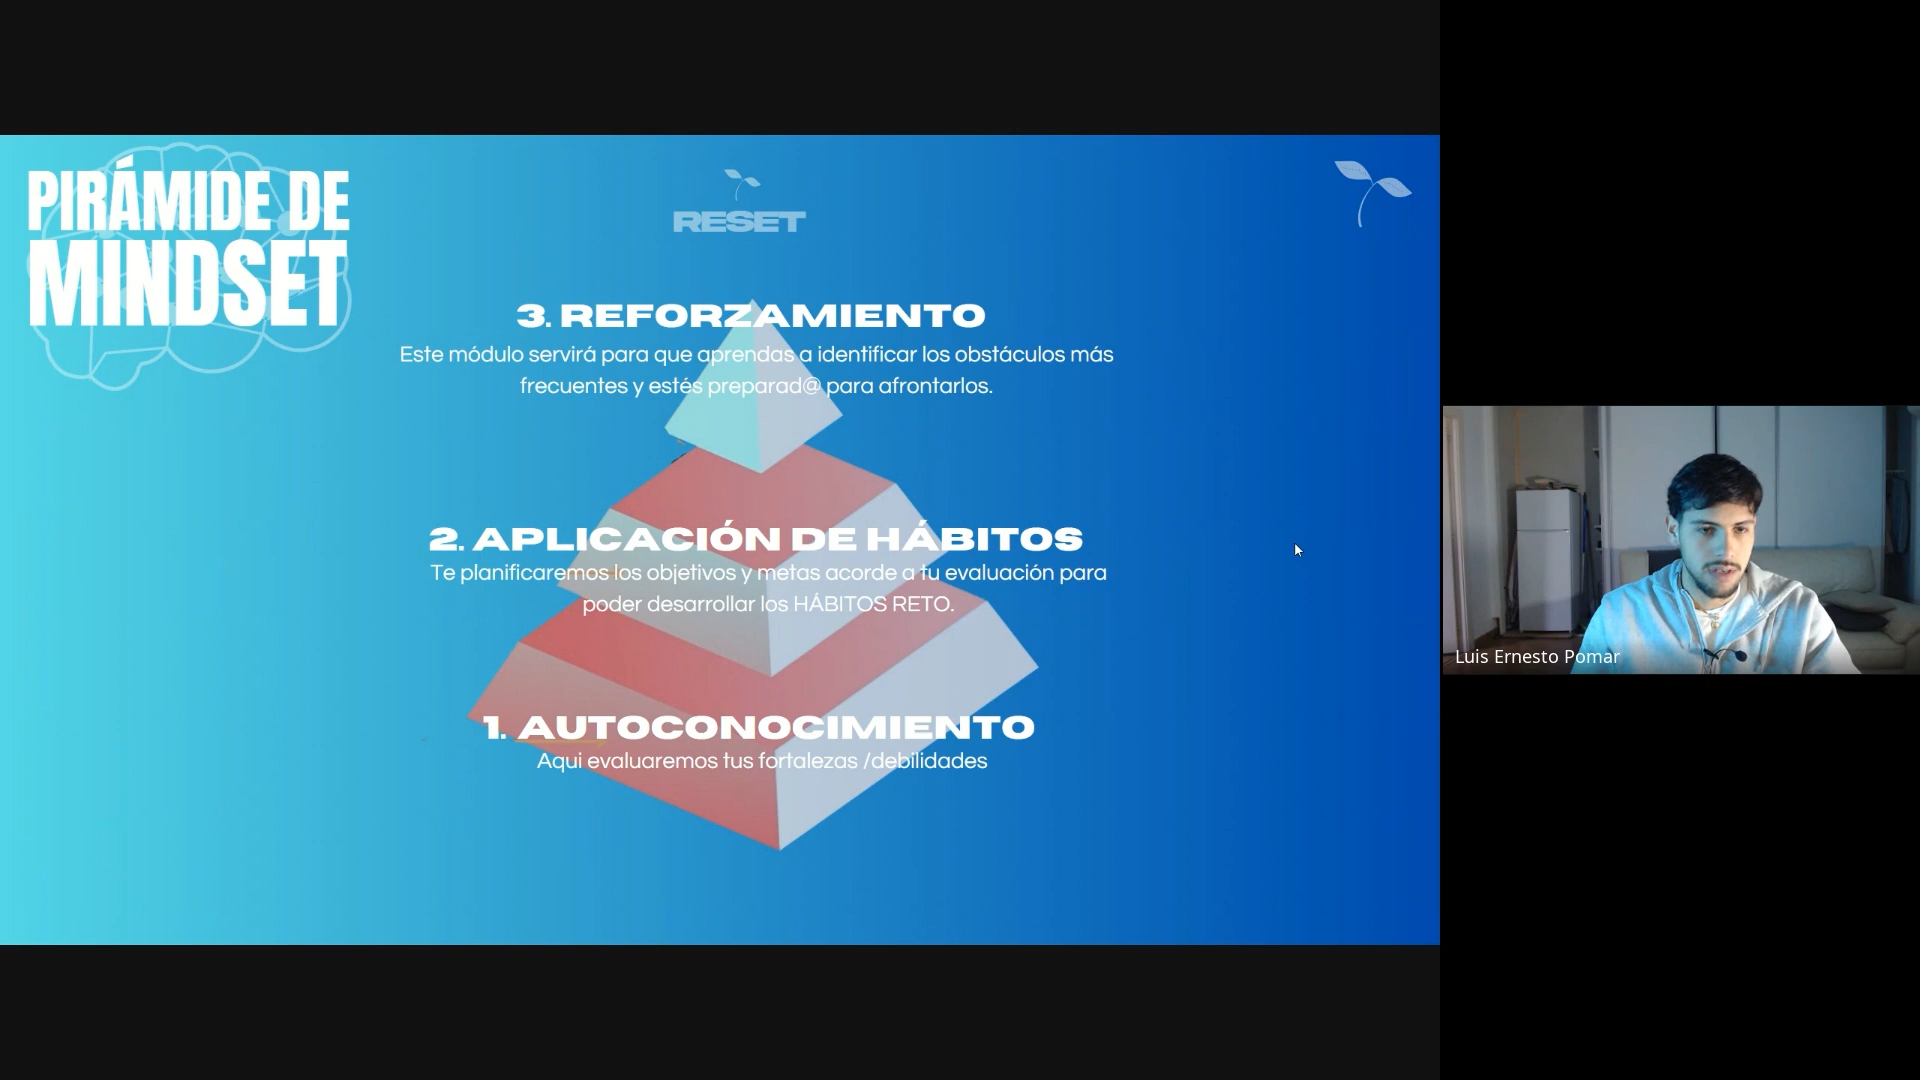 PIRÁMIDE DE
MINDSET
RESET
3. REFORZAMIENTO
Este módulo servirá para que aprendas a identificar los obstáculos más
frecuentes y estés preparad@ para afrontarlos.
2. APLICACIÓN DE HÁBITOS
Te planificaremos los objetivos y metas acorde a tu evaluación para
poder desarrollar los HÁBITOS RETO.
1. AUTOCONOCIMIENTO
Aqui evaluaremos tus fortalezas /debilidades
Luis Ernesto Pomar